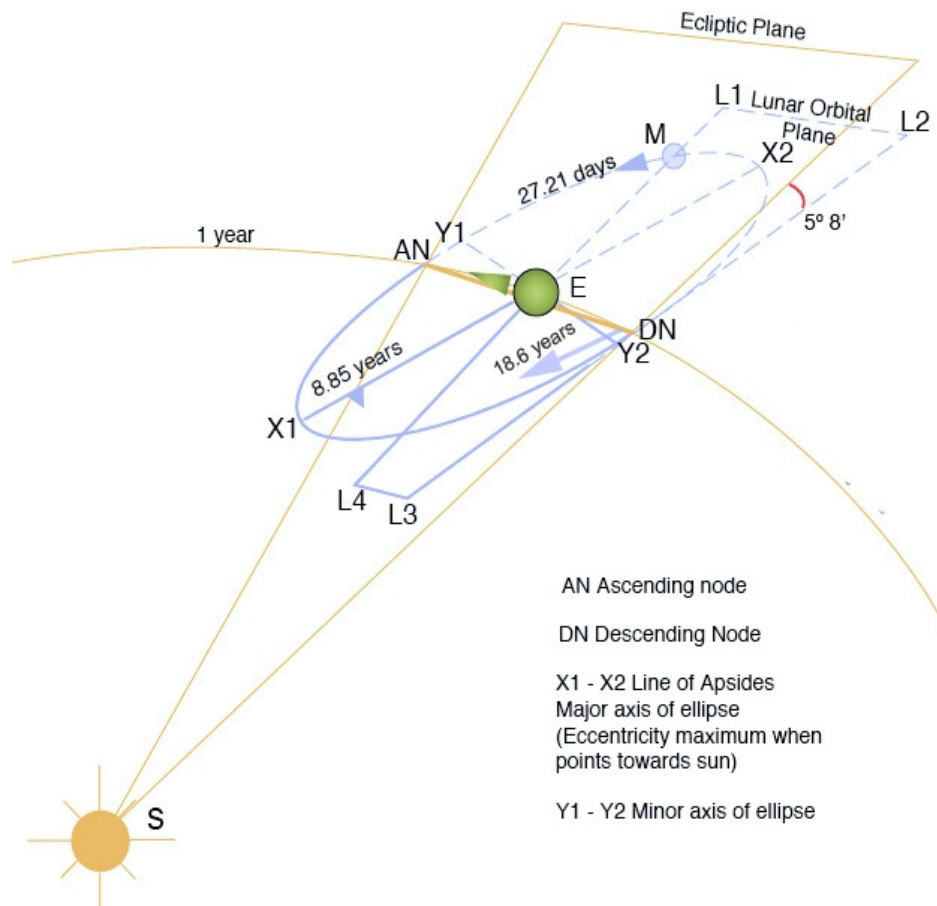 Ecliptic Plane
L1
Lunar Orbital
Plane
L2
M
X2
27.21 days
5º 8’
Y1
1 year
AN
E
DN
18.6 years
Y2
8.85 years
X1
L4
L3
AN Ascending node
DN Descending Node
X1 - X2 Line of Apsides
Major axis of ellipse
(Eccentricity maximum when
points towards sun)
Y1 - Y2 Minor axis of ellipse
S